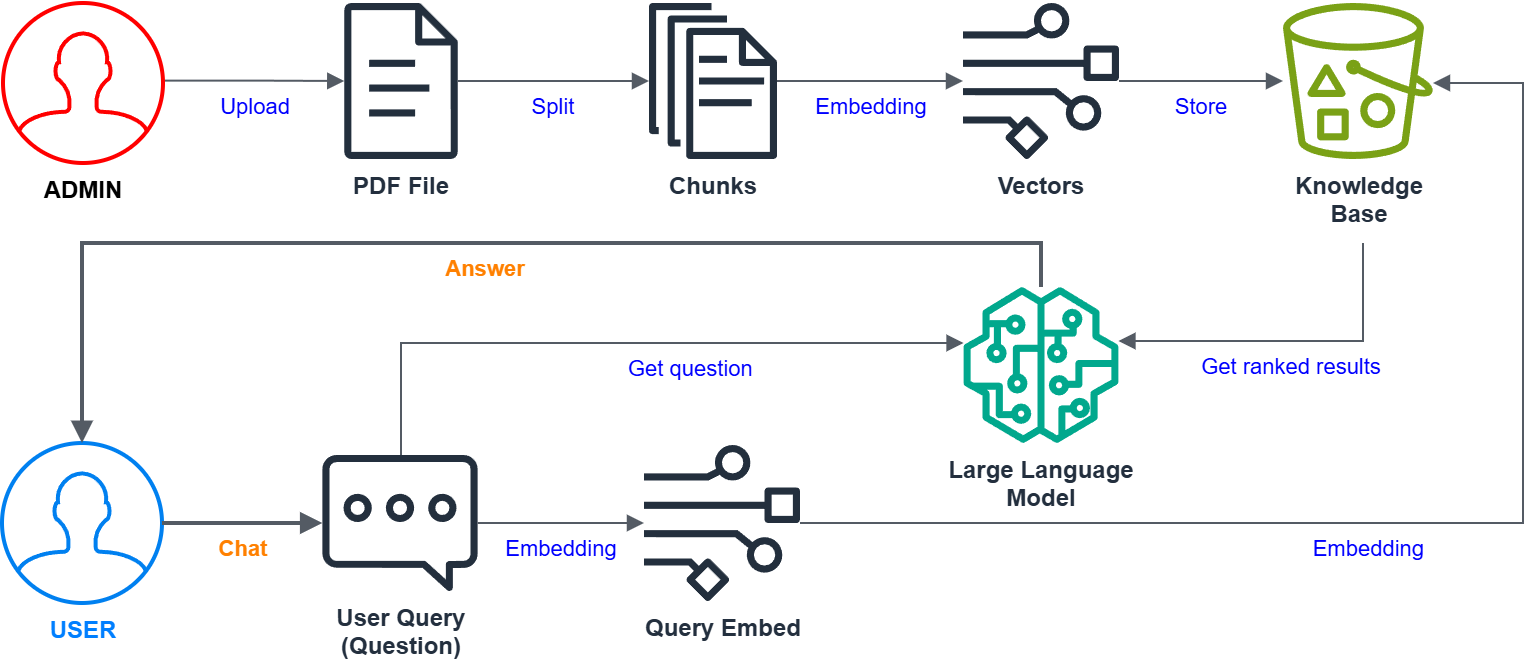 Upload
Split
Embedding
Store
ADMIN
PDF File
Chunks
Vectors
Knowledge
Base
Answer
Get question
Get ranked results
Large Language
Model
Chat
Embedding
Embedding
USER
User Query
(Question)
Query Embed